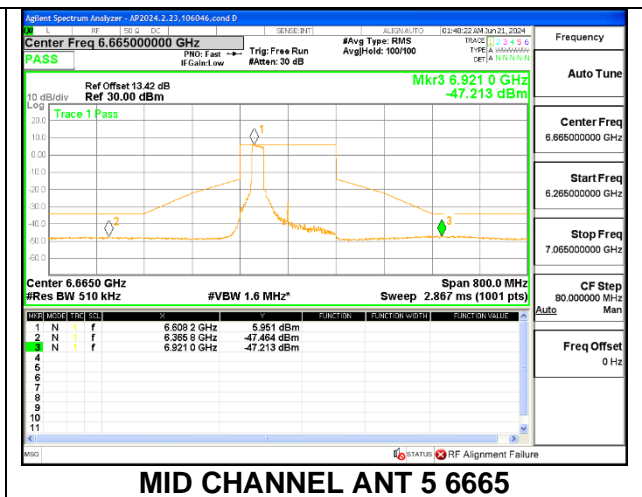 Agilent Spectrum Analyzer - AP2024.2.23,106046,cond D
L RF 50 Ω DC SENSE:INT ALIGN AUTO 01:48:22 AM Jun 21, 2024
Center Freq 6.665000000 GHz
PASS
PNO: Fast
IFGain:Low
Trig: Free Run
#Atten: 30 dB
#Avg Type: RMS
Avg|Hold: 100/100
TRACE 1 2 3 4 5 6
TYPE A
DET A N N N N N
Ref Offset 13.42 dB
10 dB/div Ref 30.00 dBm
Log
Mkr3 6.921 0 GHz
-47.213 dBm
Trace 1 Pass
20.0
10.0
0.00
-10.0
-20.0
-30.0
-40.0
-50.0
-60.0
1
2
3
Center 6.6650 GHz
#Res BW 510 kHz
#VBW 1.6 MHz*
Span 800.0 MHz
Sweep 2.867 ms (1001 pts)
MKR MODE TRC SCL X Y FUNCTION FUNCTION WIDTH FUNCTION VALUE
1 N 1 f 6.608 2 GHz 5.951 dBm
2 N 1 f 6.365 8 GHz -47.464 dBm
3 N 1 f 6.921 0 GHz -47.213 dBm
4
5
6
7
8
9
10
11
MSG STATUS RF Alignment Failure
Frequency
Auto Tune
Center Freq
6.665000000 GHz
Start Freq
6.265000000 GHz
Stop Freq
7.065000000 GHz
CF Step
80.000000 MHz
Auto Man
Freq Offset
0 Hz
MID CHANNEL ANT 5 6665